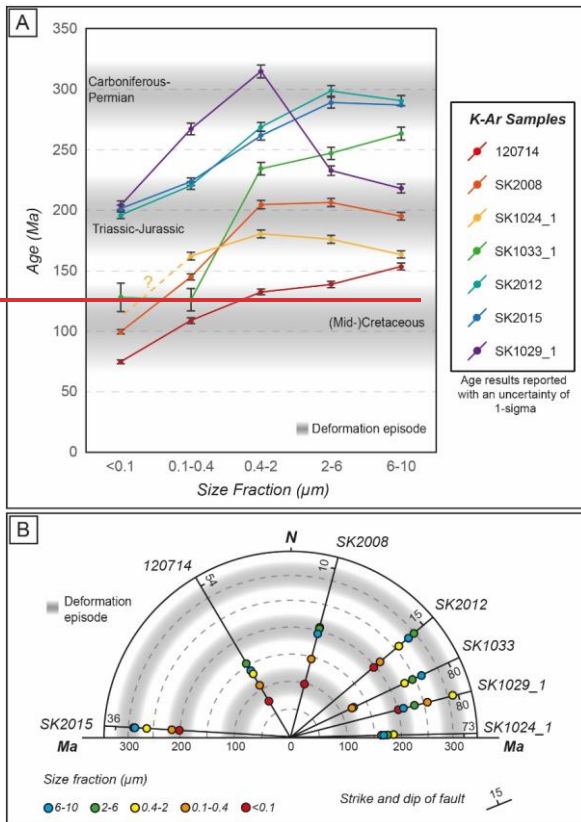 A
350
300
250
200
150
100
50
0
Age (Ma)
Carboniferous-
Permian
Triassic-Jurassic
?
(Mid-)Cretaceous
Deformation episode
<0.1
0.1-0.4
0.4-2
2-6
6-10
Size Fraction (µm)
K-Ar Samples
120714
SK2008
SK1024_1
SK1033_1
SK2012
SK2015
SK1029_1
Age results reported
with an uncertainty of
1-sigma
B
N
SK2008
120714
10
54
Deformation
episode
SK2012
15
SK1033
80
SK1029_1
80
SK2015
36
SK1024_1
73
Ma
300
200
100
0
100
200
300
Ma
Size fraction (µm)
6-10
2-6
0.4-2
0.1-0.4
<0.1
Strike and dip of fault
15